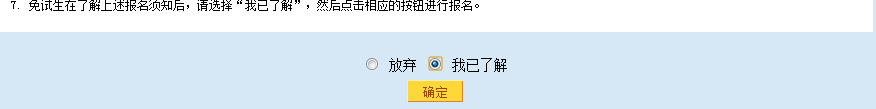 7. 免试生在了解上述报名须知后，请选择“我已了解”，然后点击相应的按钮进行报名。
放弃 我已了解
确定